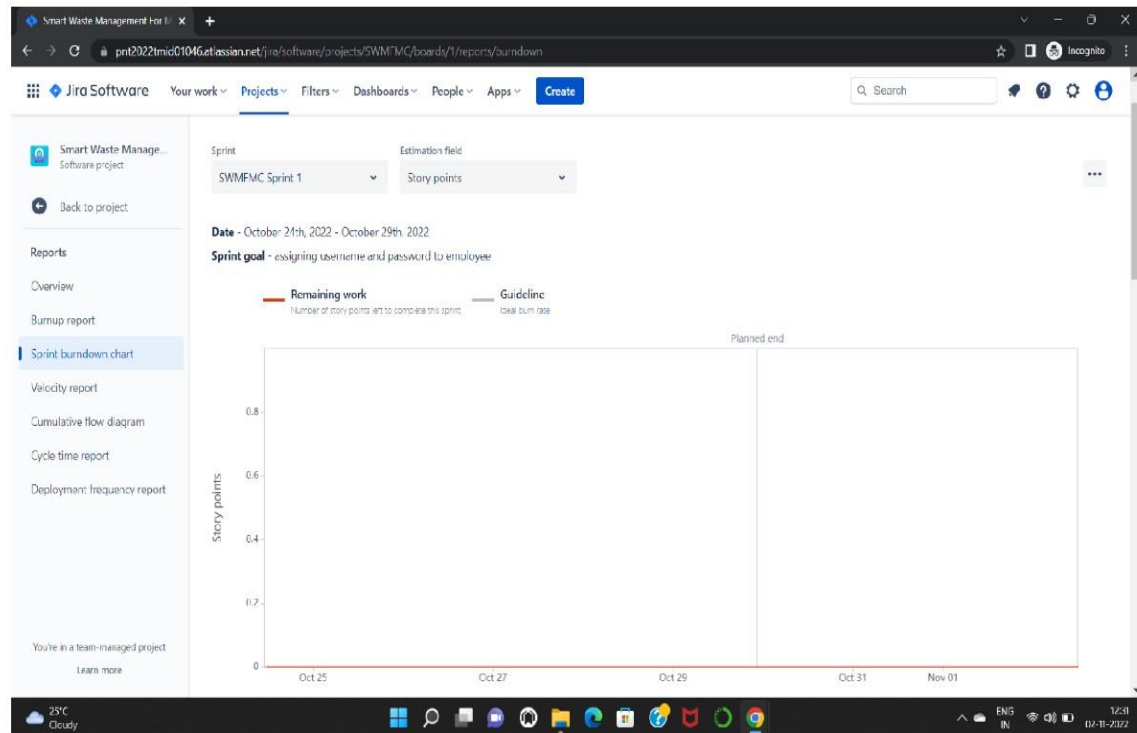 Smart Waste Management For M
pnt2022tmid01046.atlassian.net/jira/software/projects/SWMFMC/boards/1/reports/burndown
Incognito
Jira Software Your work Projects Filters Dashboards People Apps Create Search
Smart Waste Manage...
Software project
Back to project
Reports
Overview
Burnup report
Sprint burndown chart
Velocity report
Cumulative flow diagram
Cycle time report
Deployment frequency report
You're in a team-managed project
Learn more
Sprint Estimation field
SWMFMC Sprint 1 Story points
Date - October 24th, 2022 - October 29th, 2022
Sprint goal - assigning username and password to employee
Remaining work Guideline
Number of story points left to complete this sprint Ideal burn rate
Planned end
Story points
0.8
0.6
0.4
0.2
0
Oct 25 Oct 27 Oct 29 Oct 31 Nov 01
25°C
Cloudy
ENG
IN
12:31
02-11-2022